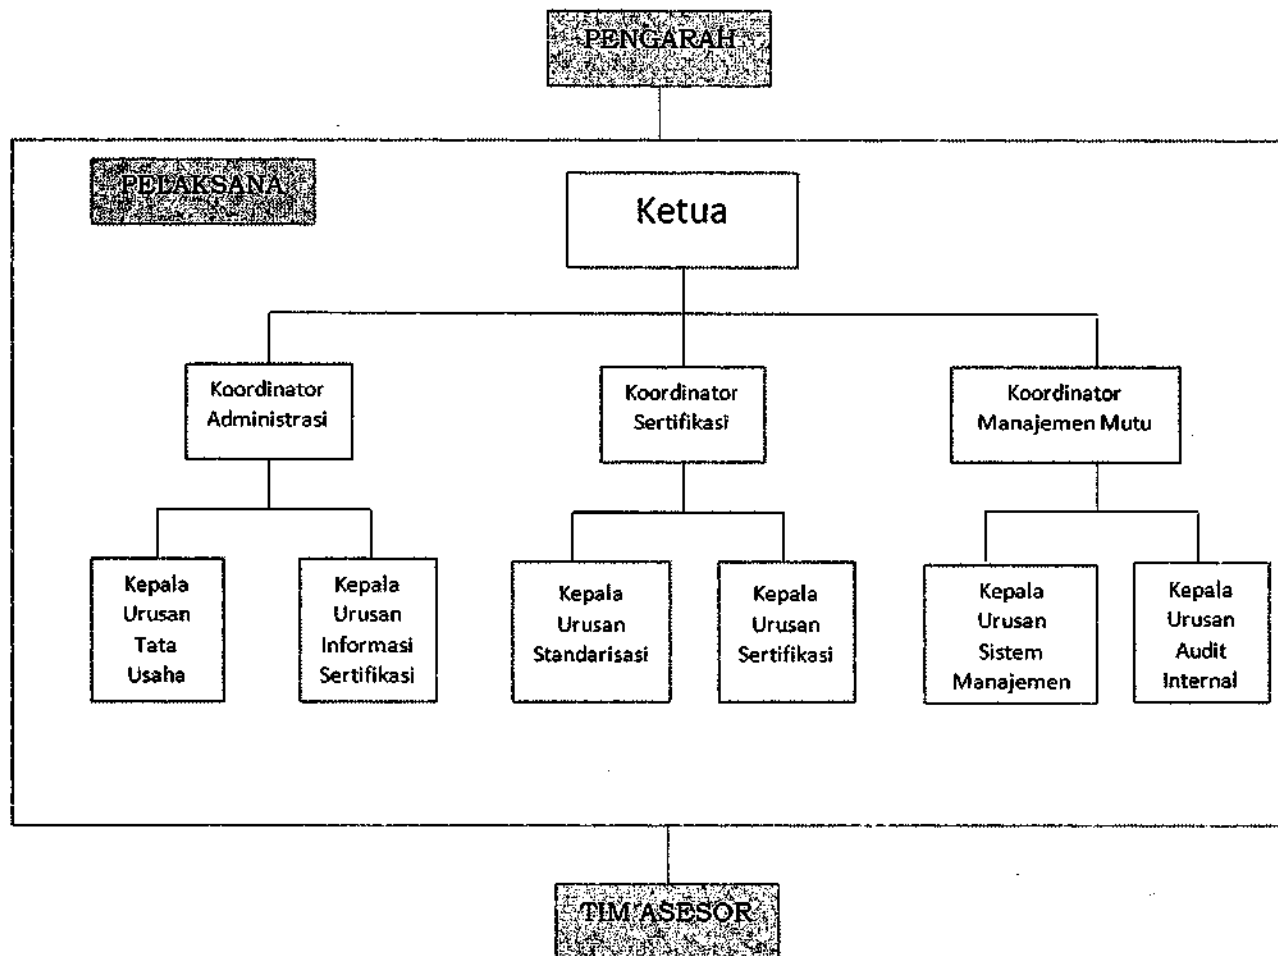 PENGARAH
PELAKSANA
Ketua
Koordinator
Administrasi
Koordinator
Sertifikasi
Koordinator
Manajemen Mutu
Kepala
Urusan
Tata
Usaha
Kepala
Urusan
Informasi
Sertifikasi
Kepala
Urusan
Standarisasi
Kepala
Urusan
Sertifikasi
Kepala
Urusan
Sistem
Manajemen
Kepala
Urusan
Audit
Internal
TIM ASESOR